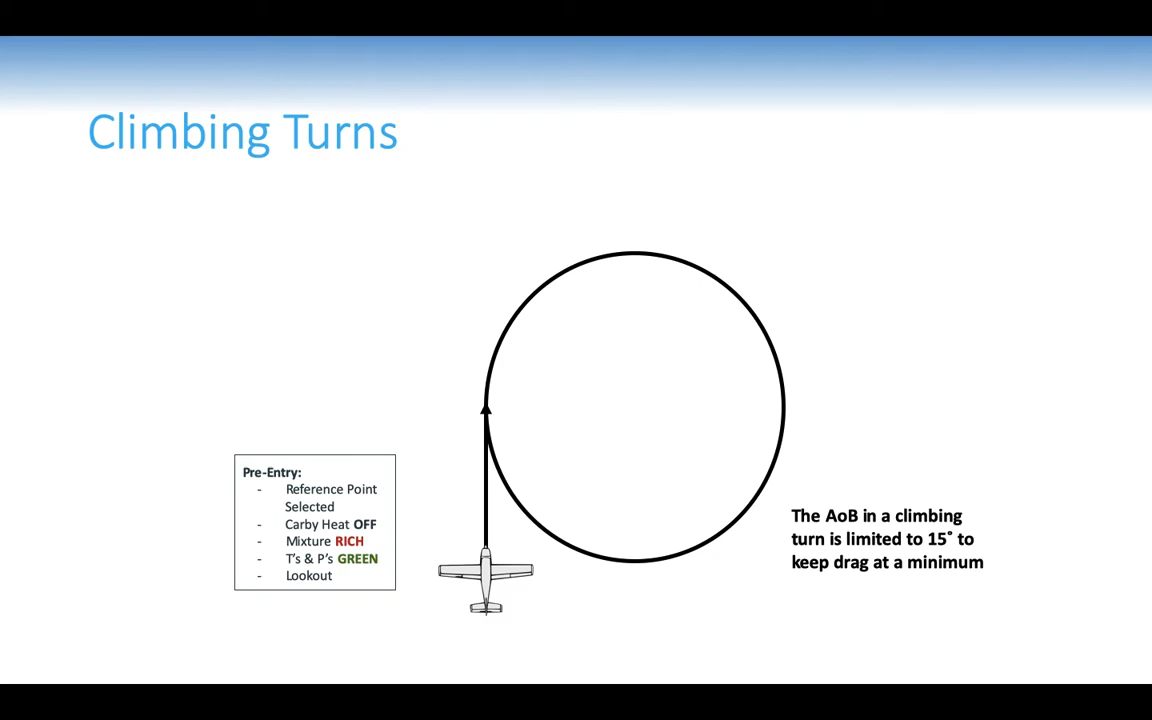 Climbing Turns
Pre-Entry:
- Reference Point
Selected
- Carby Heat OFF
- Mixture RICH
- T's & P's GREEN
- Lookout
The AoB in a climbing
turn is limited to 15˚ to
keep drag at a minimum